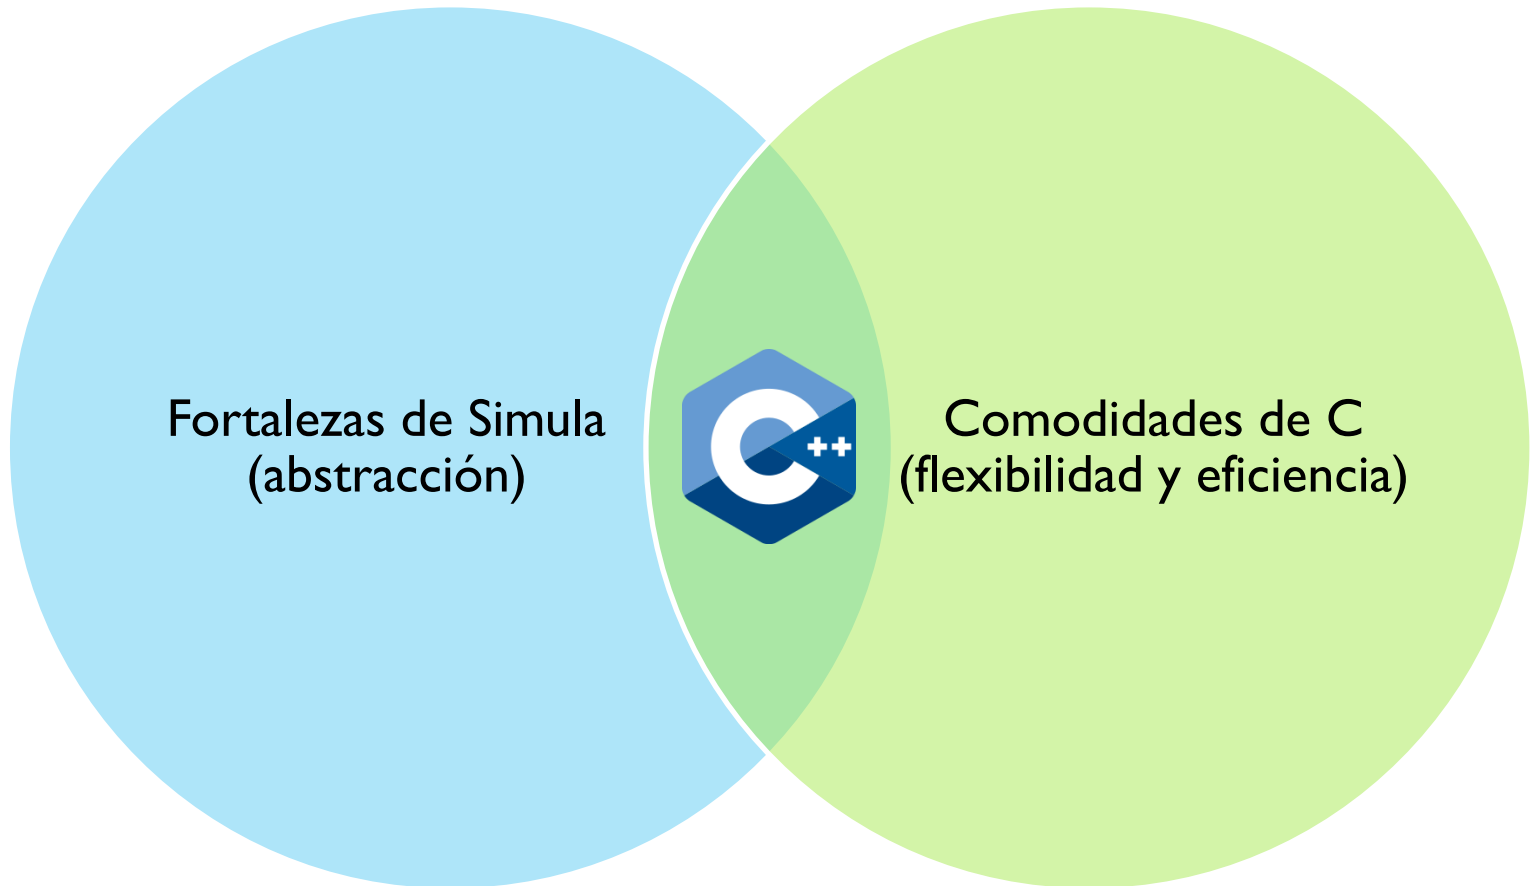 Fortalezas de Simula
(abstracción)
C++
Comodidades de C
(flexibilidad y eficiencia)